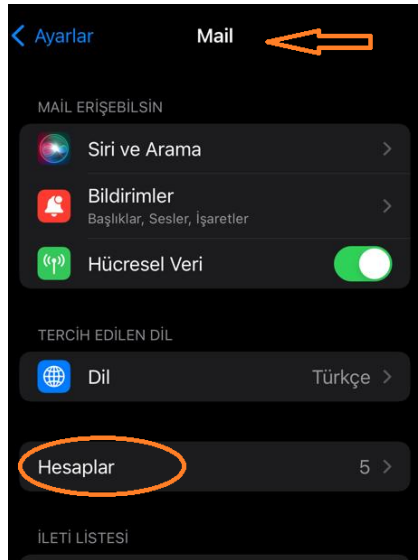 Ayarlar
Mail
MAİL ERİŞEBİLSİN
Siri ve Arama
Bildirimler
Başlıklar, Sesler, İşaretler
Hücresel Veri
TERCİH EDİLEN DİL
Dil
Türkçe
Hesaplar
5
İLETİ LİSTESİ